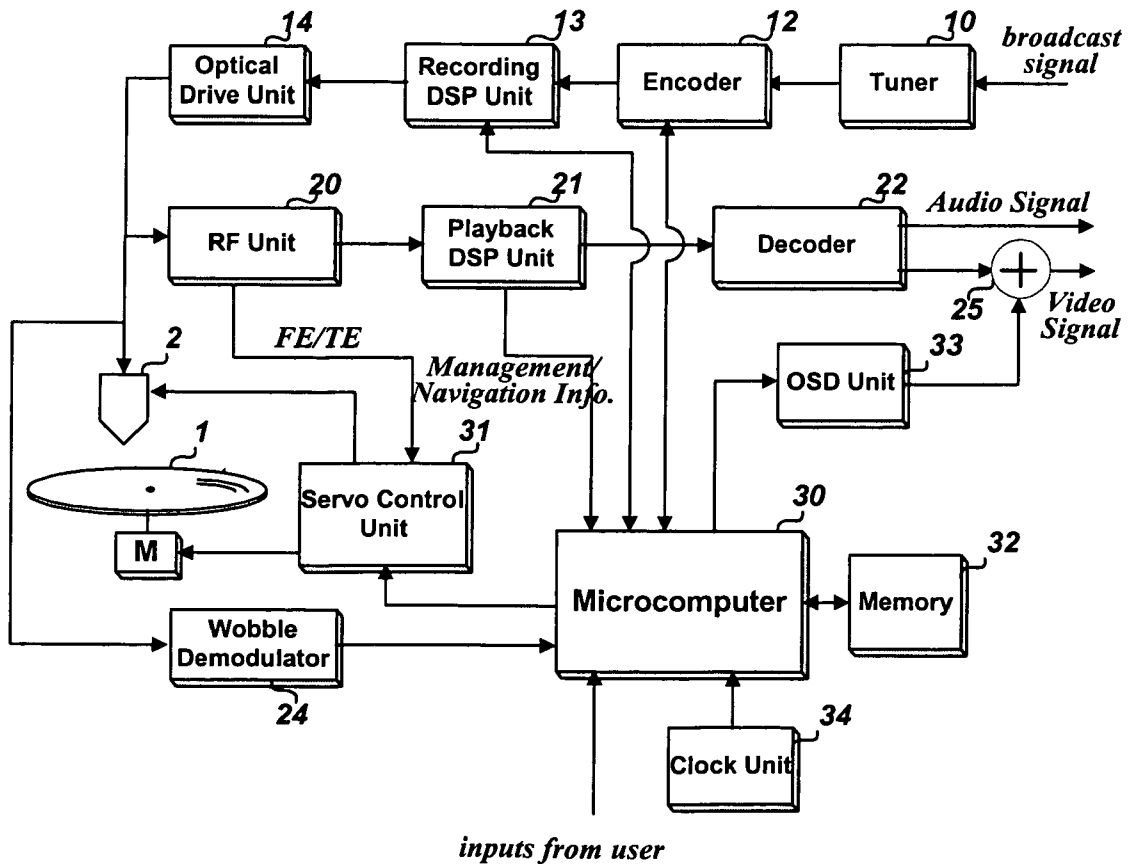 14
13
12
10
broadcast
signal
Optical
Drive Unit
Recording
DSP Unit
Encoder
Tuner
20
21
22
Audio Signal
RF Unit
Playback
DSP Unit
Decoder
25
Video
Signal
FE/TE
2
Management/
Navigation Info.
33
OSD Unit
1
31
Servo Control
Unit
M
30
32
Microcomputer
Memory
Wobble
Demodulator
24
34
Clock Unit
inputs from user